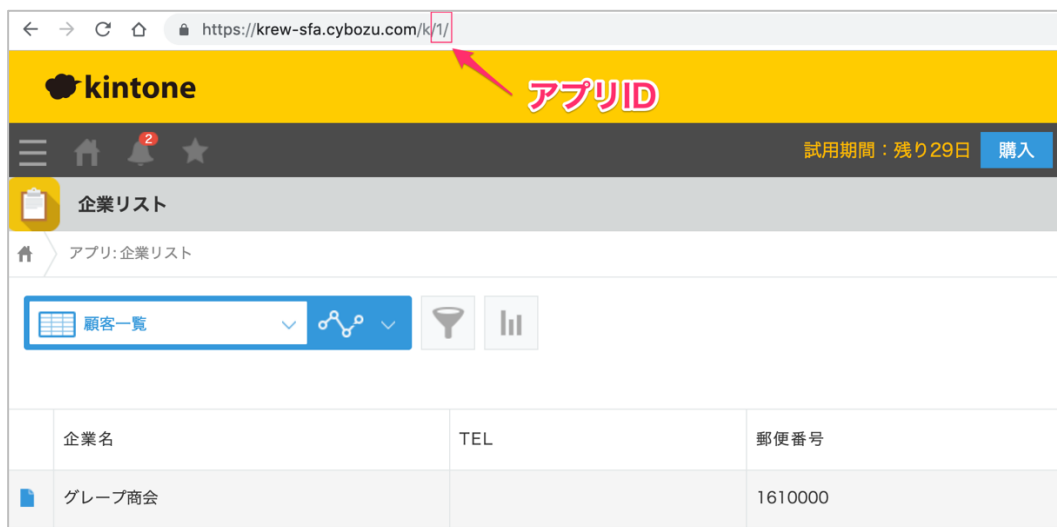 https://krew-sfa.cybozu.com/k/1/
kintone
アプリID
2
試用期間：残り29日
購入
企業リスト
アプリ: 企業リスト
顧客一覧
企業名 TEL 郵便番号
グレープ商会 1610000